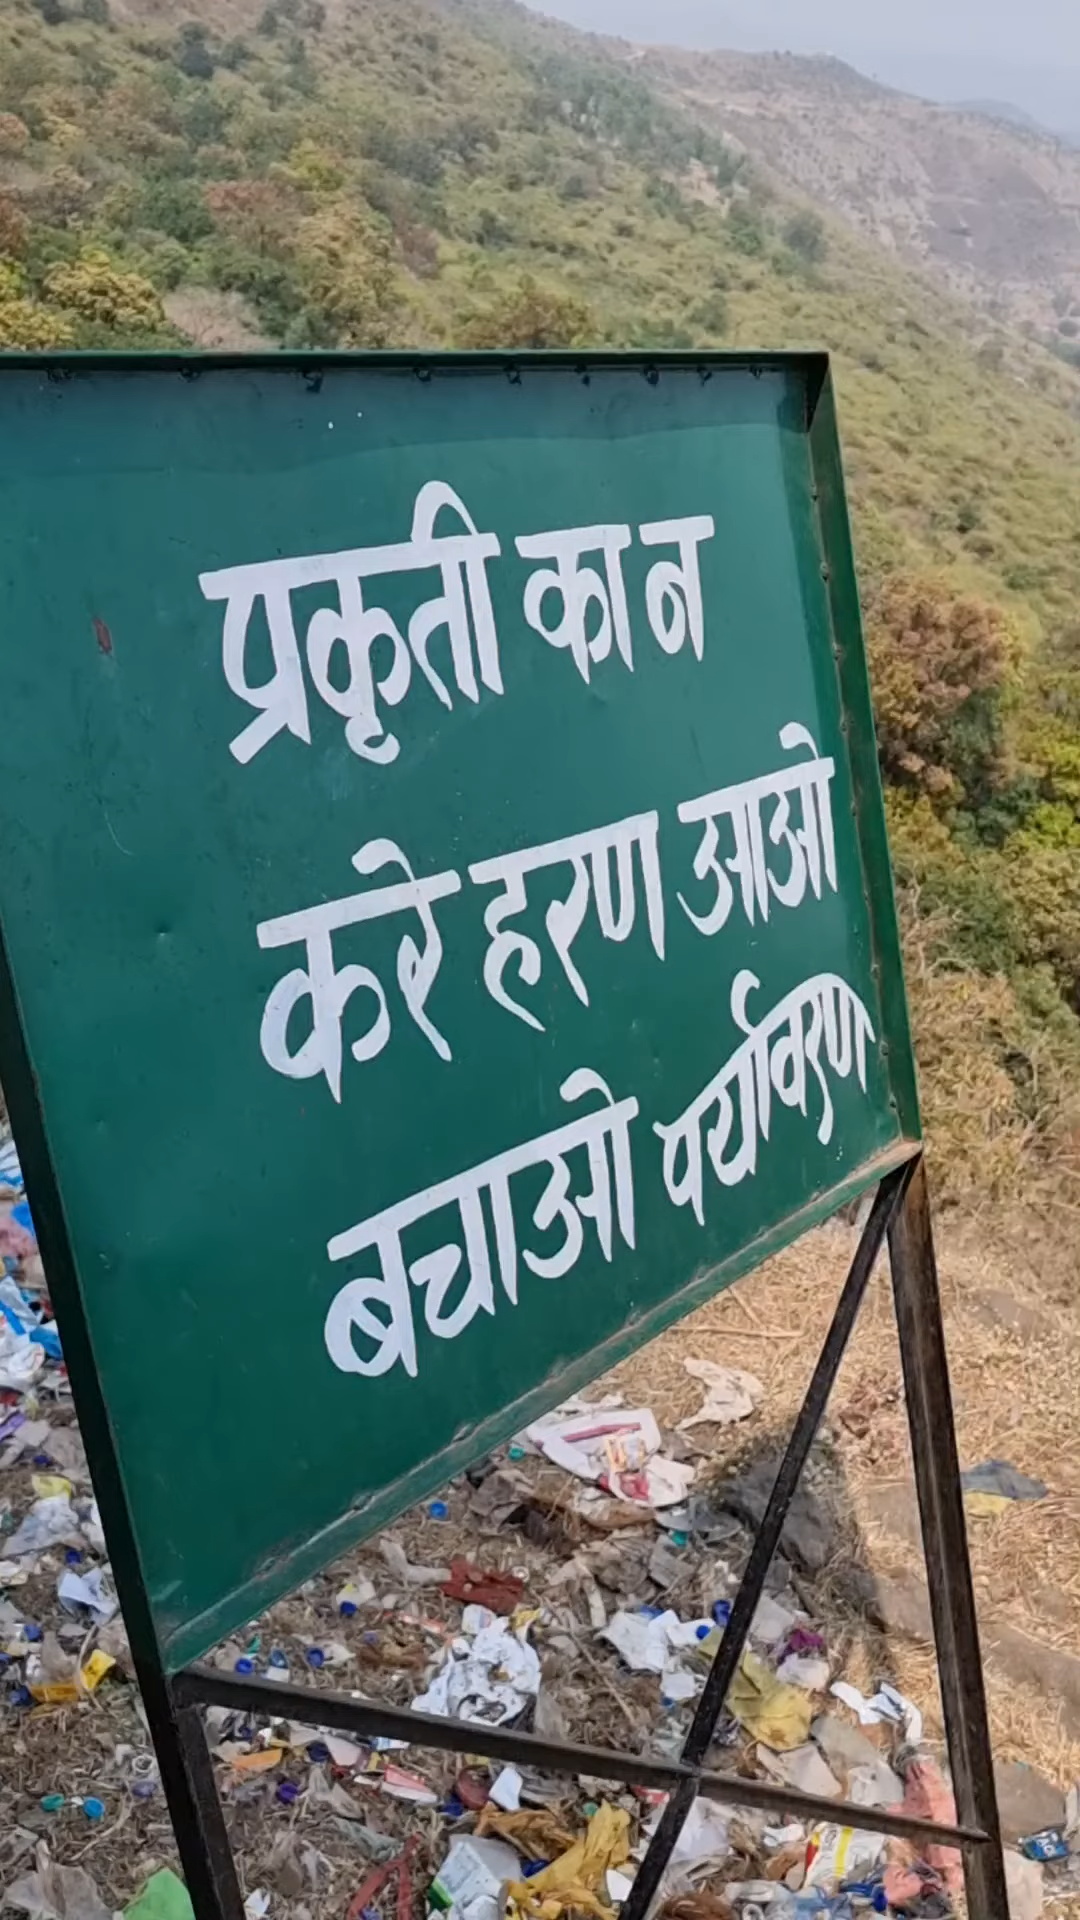 प्रकृती का न
करे हरण आओ
बचाओ पर्यावरण